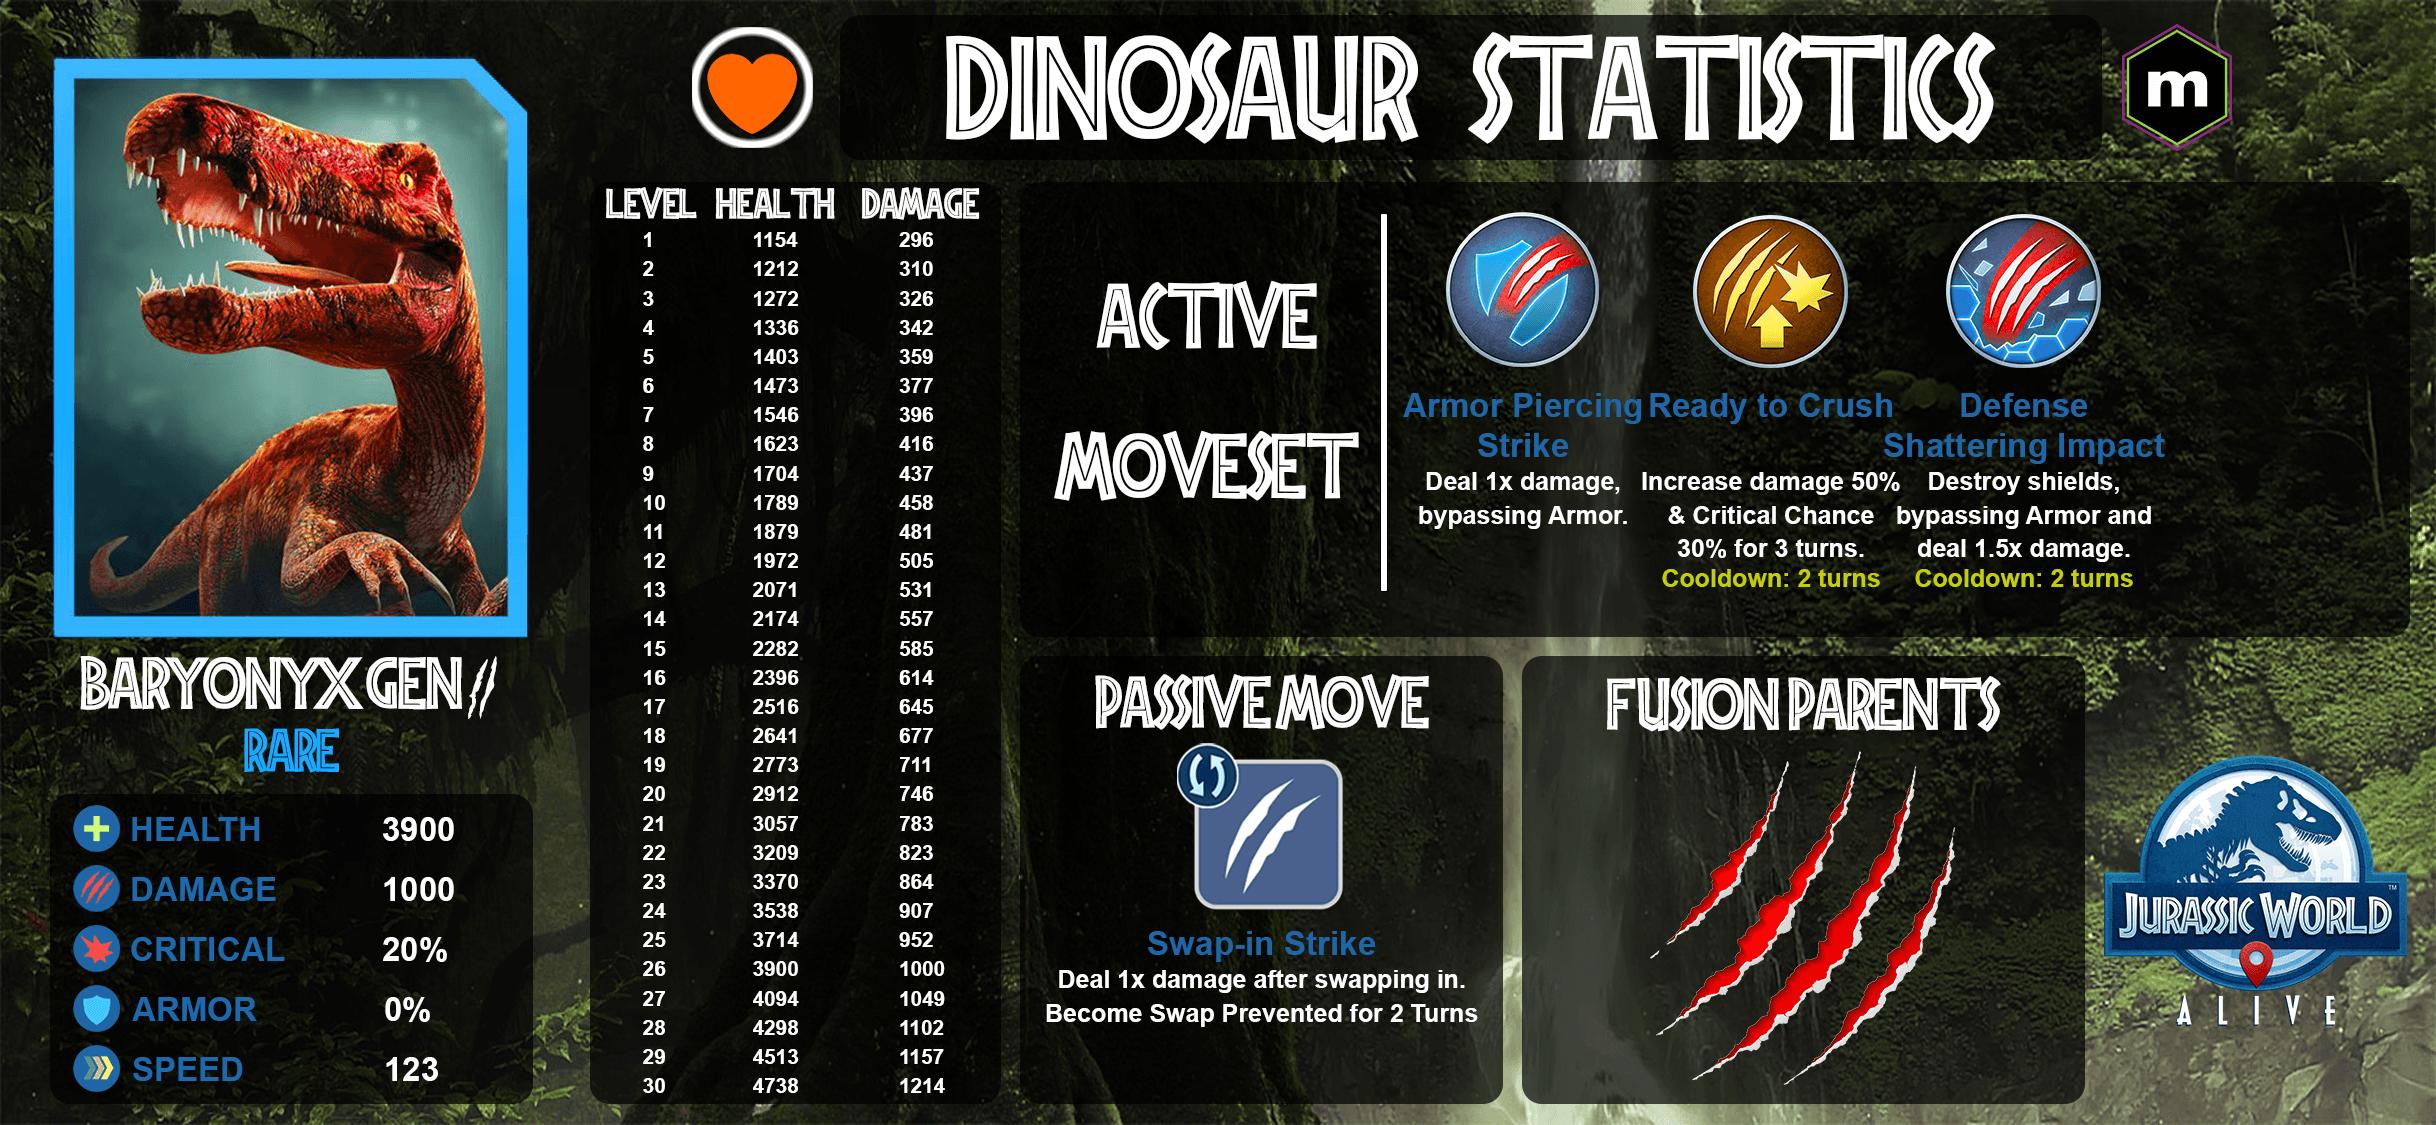 DINOSAUR STATISTICS
m
BARYONYX GEN II
RARE
HEALTH 3900
DAMAGE 1000
CRITICAL 20%
ARMOR 0%
SPEED 123
LEVEL HEALTH DAMAGE
1 1154 296
2 1212 310
3 1272 326
4 1336 342
5 1403 359
6 1473 377
7 1546 396
8 1623 416
9 1704 437
10 1789 458
11 1879 481
12 1972 505
13 2071 531
14 2174 557
15 2282 585
16 2396 614
17 2516 645
18 2641 677
19 2773 711
20 2912 746
21 3057 783
22 3209 823
23 3370 864
24 3538 907
25 3714 952
26 3900 1000
27 4094 1049
28 4298 1102
29 4513 1157
30 4738 1214
ACTIVE
MOVESET
Armor Piercing
Strike
Deal 1x damage,
bypassing Armor.
Ready to Crush
Increase damage 50%
& Critical Chance
30% for 3 turns.
Cooldown: 2 turns
Defense
Shattering Impact
Destroy shields,
bypassing Armor and
deal 1.5x damage.
Cooldown: 2 turns
PASSIVE MOVE
Swap-in Strike
Deal 1x damage after swapping in.
Become Swap Prevented for 2 Turns
FUSION PARENTS
JURASSIC WORLD™
ALIVE